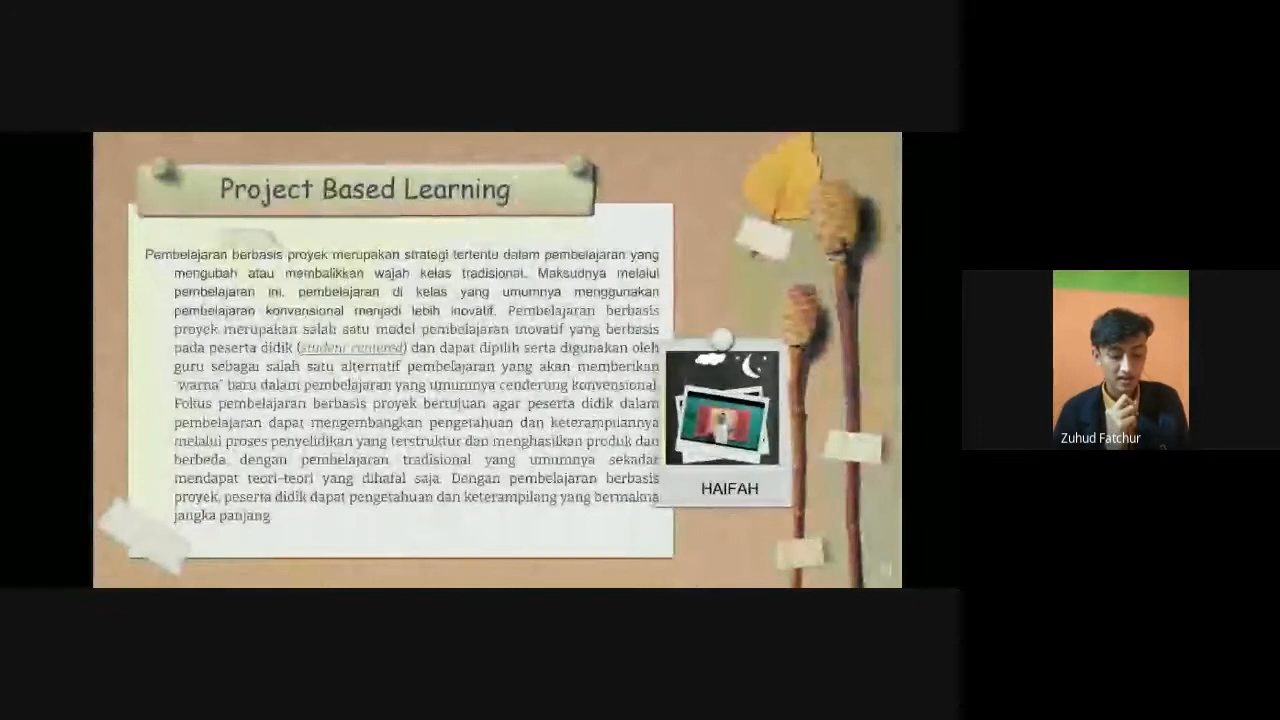 Project Based Learning
Pembelajaran berbasis proyek merupakan strategi tertentu dalam pembelajaran yang
mengubah atau membalikkan wajah kelas tradisional. Maksudnya melalui
pembelajaran ini, pembelajaran di kelas yang umumnya menggunakan
pembelajaran konvensional menjadi lebih inovatif. Pembelajaran berbasis
proyek merupakan salah satu model pembelajaran inovatif yang berbasis
pada peserta didik (student centered) dan dapat dipilih serta digunakan oleh
guru sebagai salah satu alternatif pembelajaran yang akan memberikan
"warna" baru dalam pembelajaran yang umumnya cenderung konvensional.
Fokus pembelajaran berbasis proyek bertujuan agar peserta didik dalam
pembelajaran dapat mengembangkan pengetahuan dan keterampilannya
melalui proses penyelidikan yang terstruktur dan menghasilkan produk dan
berbeda dengan pembelajaran tradisional yang umumnya sekadar
mendapat teori-teori yang dihafal saja. Dengan pembelajaran berbasis
proyek, peserta didik dapat pengetahuan dan keterampilang yang bermakna
jangka panjang.
HAIFAH
Zuhud Fatchur